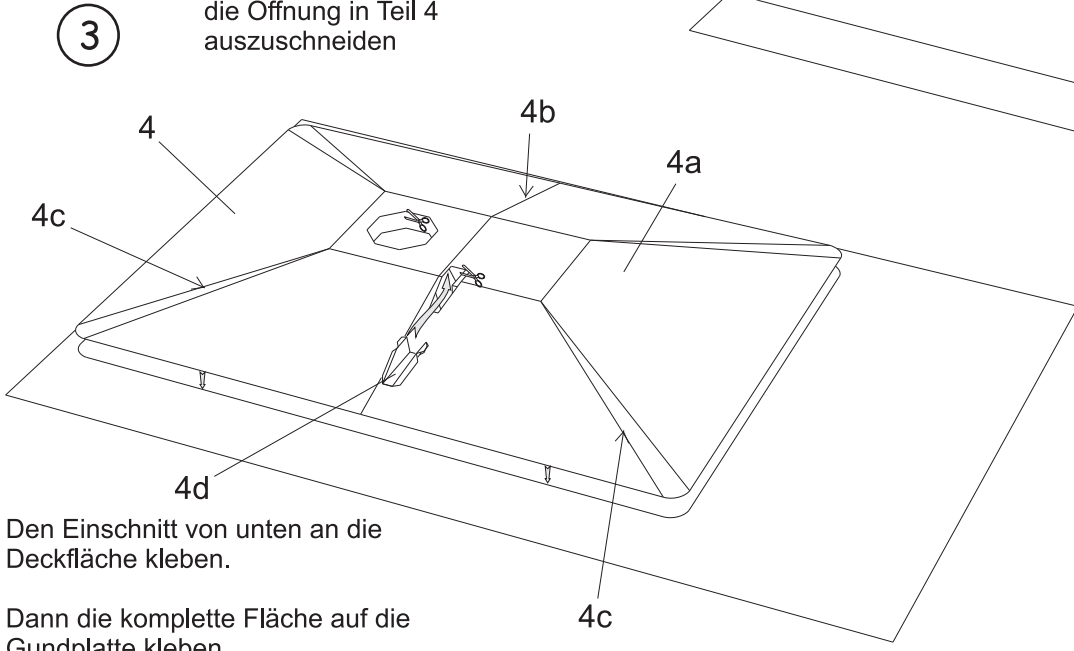 die Öffnung in Teil 4
auszuschneiden
3
4b
4
4a
4c
4d
Den Einschnitt von unten an die
Deckfläche kleben.
Dann die komplette Fläche auf die
Gundplatte kleben
4c